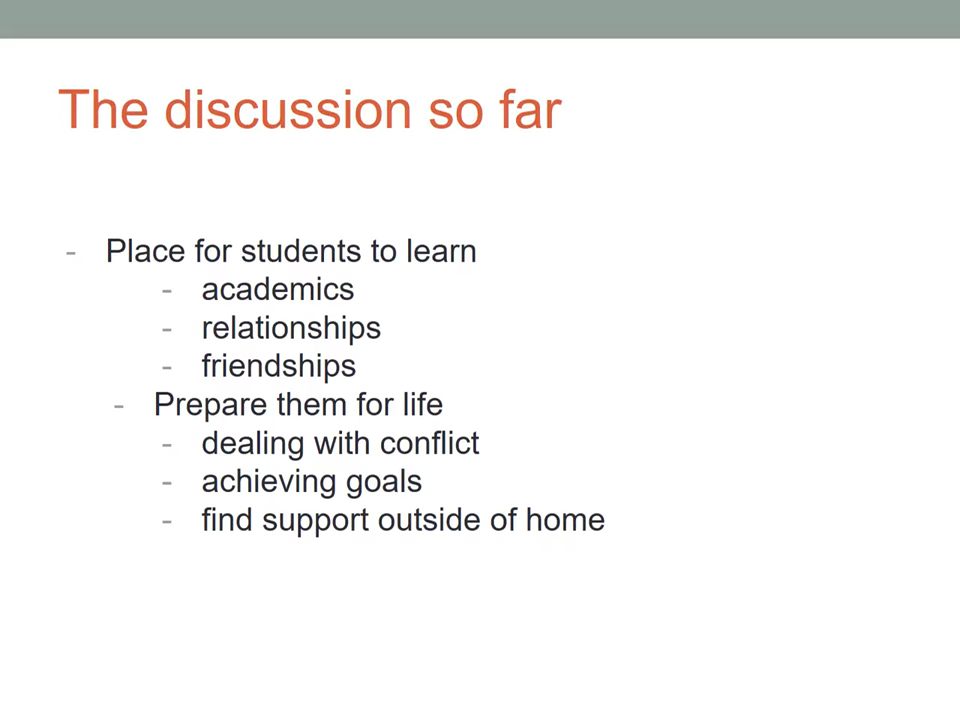 The discussion so far
- Place for students to learn
- academics
- relationships
- friendships
- Prepare them for life
- dealing with conflict
- achieving goals
- find support outside of home